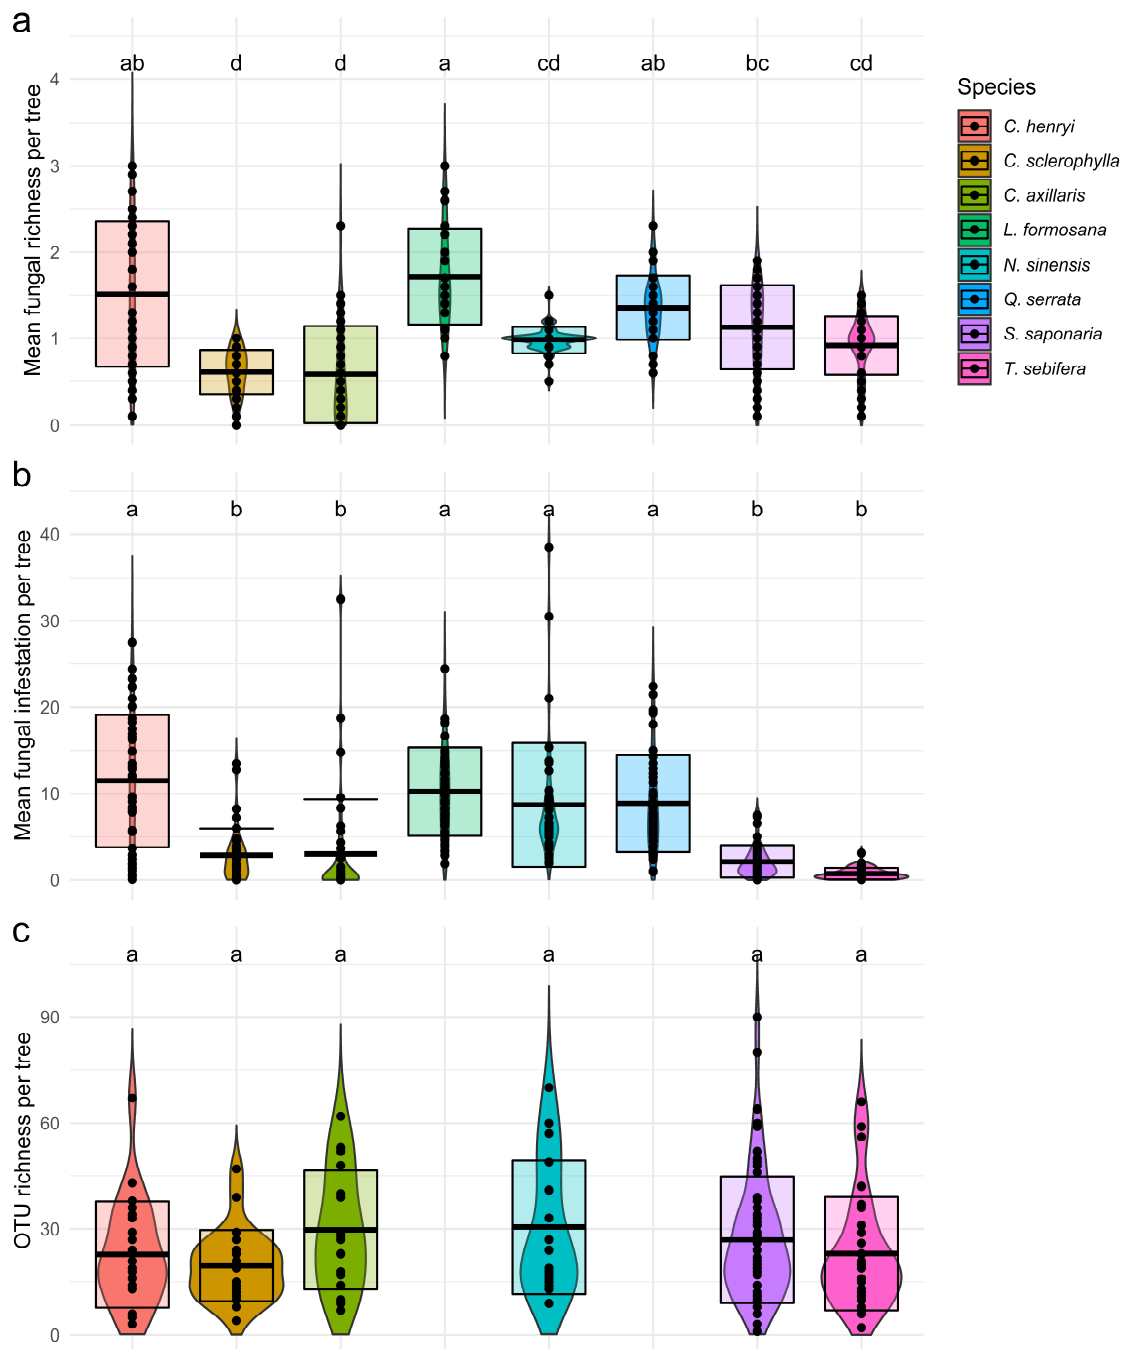 a
ab d d a cd ab bc cd
4
3
2
1
0
Mean fungal richness per tree
Species
C. henryi
C. sclerophylla
C. axillaris
L. formosana
N. sinensis
Q. serrata
S. saponaria
T. sebifera
b
a b b a a a b b
40
30
20
10
0
Mean fungal infestation per tree
c
a a a a a a
90
60
30
0
OTU richness per tree